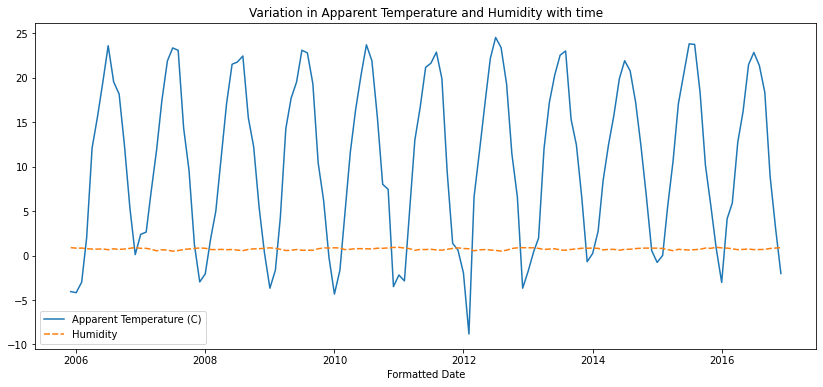 Variation in Apparent Temperature and Humidity with time
25
20
15
10
5
0
−5
−10
Apparent Temperature (C)
Humidity
2006 2008 2010 2012 2014 2016
Formatted Date